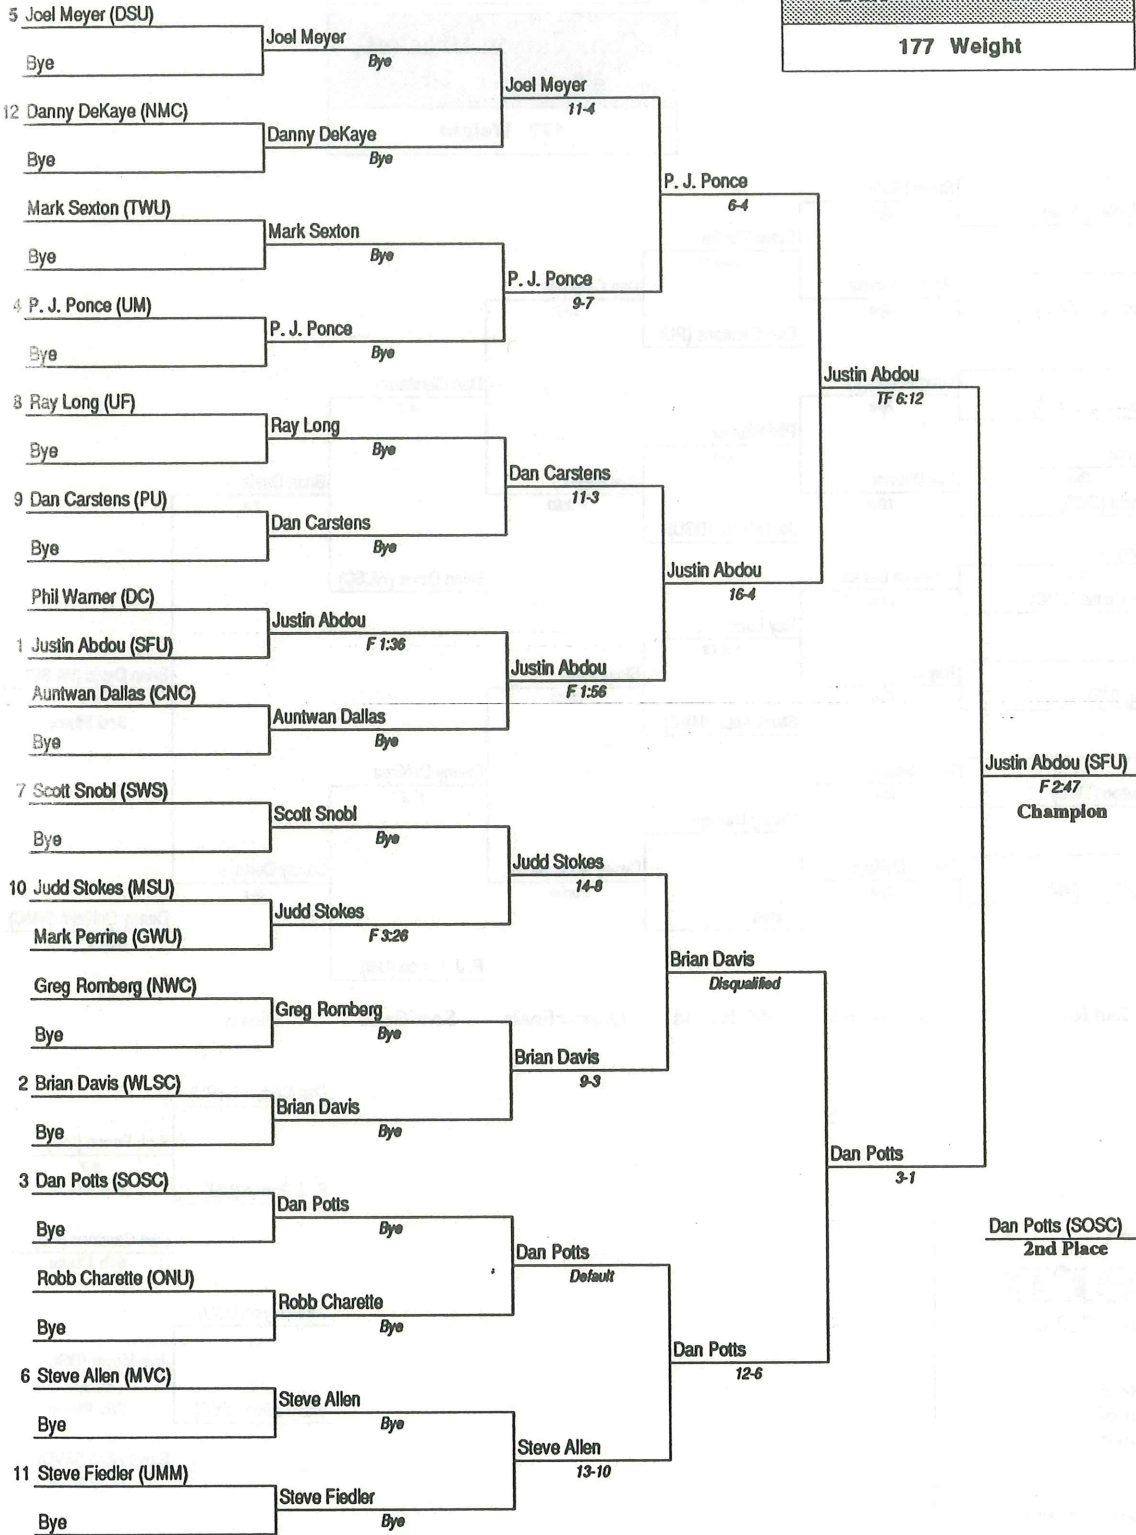 177 Weight
5 Joel Meyer (DSU)
Bye
12 Danny DeKaye (NMC)
Bye
Mark Sexton (TWU)
Bye
4 P. J. Ponce (UM)
Bye
8 Ray Long (UF)
Bye
9 Dan Carstens (PU)
Bye
Phil Warner (DC)
1 Justin Abdou (SFU)
Auntwan Dallas (CNC)
Bye
7 Scott Snobl (SWS)
Bye
10 Judd Stokes (MSU)
Mark Perrine (GWU)
Greg Romberg (NWC)
Bye
2 Brian Davis (WLSC)
Bye
3 Dan Potts (SOSC)
Bye
Robb Charette (ONU)
Bye
6 Steve Allen (MVC)
Bye
11 Steve Fiedler (UMM)
Bye
Joel Meyer
Bye
Danny DeKaye
Bye
Mark Sexton
Bye
P. J. Ponce
Bye
Ray Long
Bye
Dan Carstens
Bye
Justin Abdou
F 1:36
Auntwan Dallas
Bye
Scott Snobl
Bye
Judd Stokes
F 3:26
Greg Romberg
Bye
Brian Davis
Bye
Dan Potts
Bye
Robb Charette
Bye
Steve Allen
Bye
Steve Fiedler
Bye
Joel Meyer
11-4
P. J. Ponce
9-7
Dan Carstens
11-3
Justin Abdou
F 1:56
Judd Stokes
14-8
Brian Davis
9-3
Dan Potts
Default
Steve Allen
13-10
P. J. Ponce
6-4
Justin Abdou
16-4
Brian Davis
Disqualified
Dan Potts
12-6
Justin Abdou
TF 6:12
Dan Potts
3-1
Justin Abdou (SFU)
F 2:47
Champion
Dan Potts (SOSC)
2nd Place